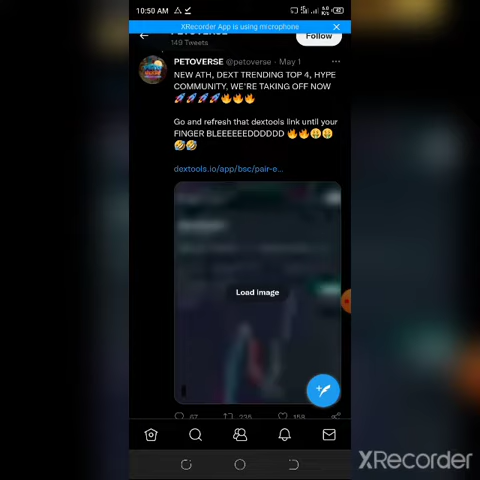 10:50 AM
XRecorder App is using microphone
PETOVERSE
149 Tweets
Follow
PETOVERSE @petoverse · May 1
NEW ATH, DEXT TRENDING TOP 4, HYPE
COMMUNITY, WE'RE TAKING OFF NOW
🚀🚀🚀🚀🔥🔥🔥
Go and refresh that dextools link until your
FINGER BLEEEEEEDDDDDD 🔥🔥😩😩
🤣🤣
dextools.io/app/bsc/pair-e...
Load image
67 235 158
XRecorder